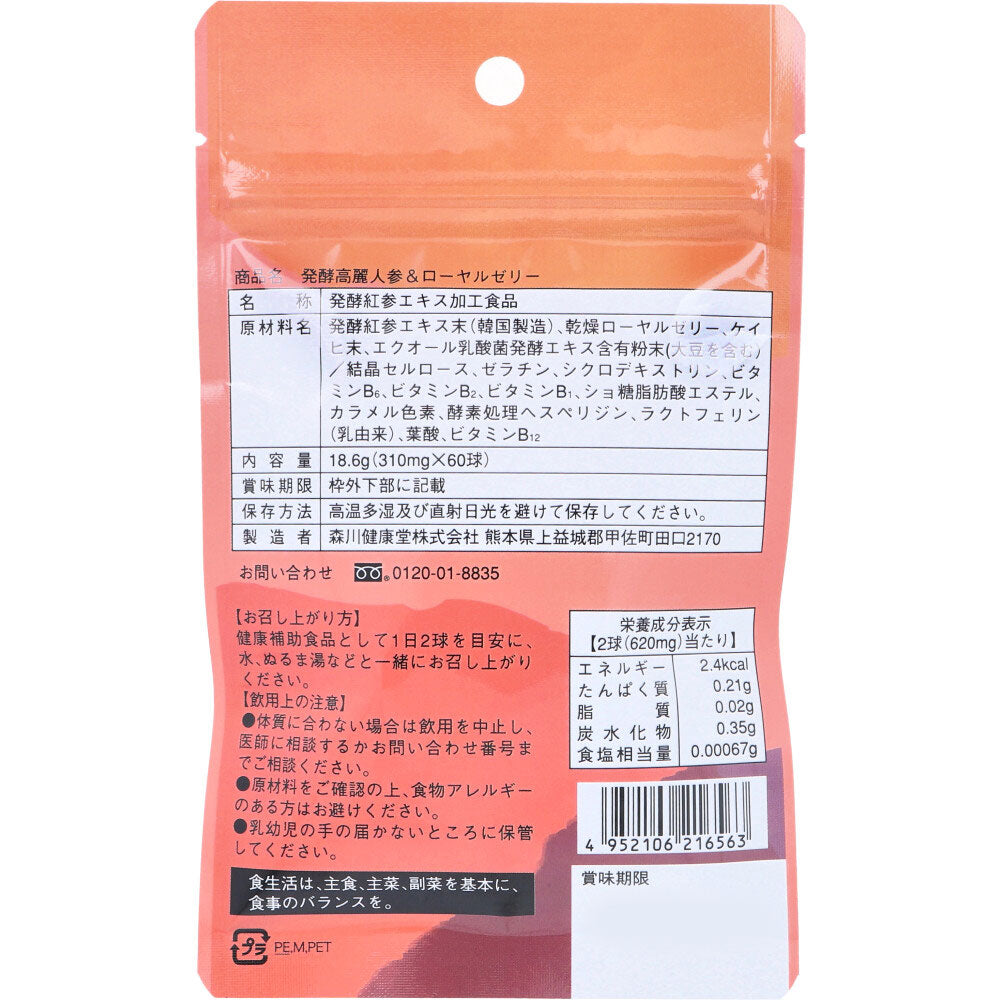 商品名 発酵高麗人参＆ローヤルゼリー
名称 発酵紅参エキス加工食品
原材料名 発酵紅参エキス末(韓国製造)、乾燥ローヤルゼリー、ケイ
ヒ末、エクオール乳酸菌発酵エキス含有粉末(大豆を含む)
／結晶セルロース、ゼラチン、シクロデキストリン、ビタ
ミンB₆、ビタミンB₂、ビタミンB₁、ショ糖脂肪酸エステル、
カラメル色素、酵素処理ヘスペリジン、ラクトフェリン
(乳由来)、葉酸、ビタミンB₁₂
内容量 18.6g(310mg×60球)
賞味期限 枠外下部に記載
保存方法 高温多湿及び直射日光を避けて保存してください。
製造者 森川健康堂株式会社 熊本県上益城郡甲佐町田口2170
お問い合わせ ® 0120-01-8835
【お召し上がり方】
健康補助食品として1日2球を目安に、
水、ぬるま湯などと一緒にお召し上がり
ください。
【飲用上の注意】
●体質に合わない場合は飲用を中止し、
医師に相談するかお問い合わせ番号ま
でご相談ください。
●原材料をご確認の上、食物アレルギー
のある方はお避けください。
●乳幼児の手の届かないところに保管
してください。
食生活は、主食、主菜、副菜を基本に、
食事のバランスを。
プラ PE,M,PET
栄養成分表示
【2球(620mg)当たり】
エネルギー 2.4kcal
たんぱく質 0.21g
脂質 0.02g
炭水化物 0.35g
食塩相当量 0.00067g
4 952106 216563
賞味期限